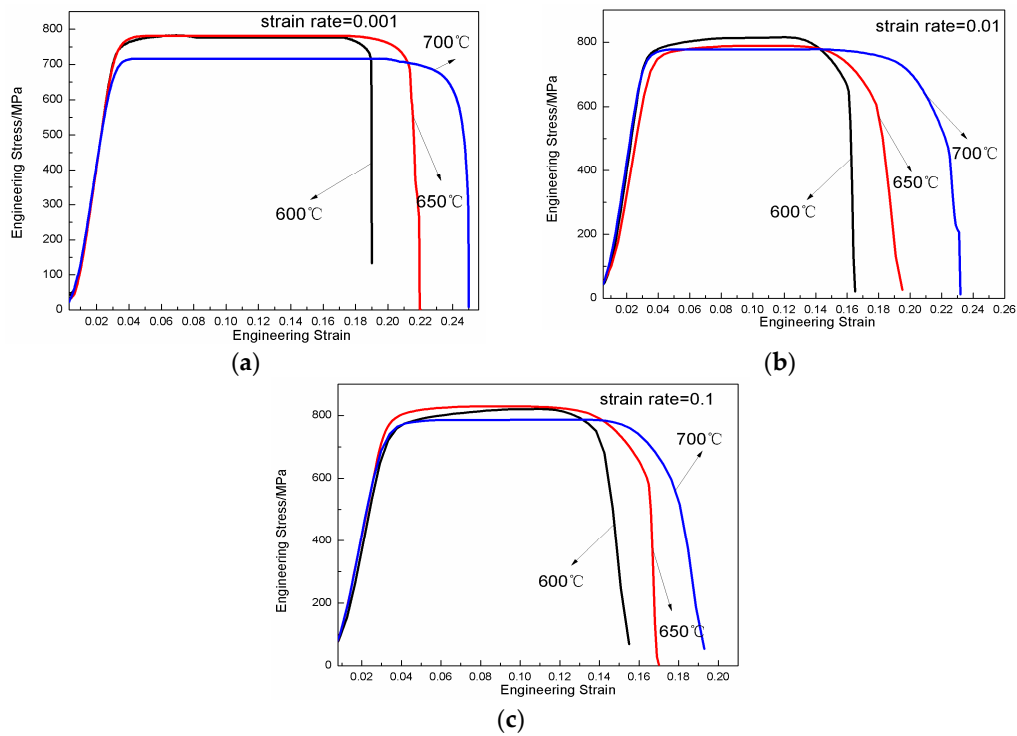 strain rate=0.001
Engineering Stress/MPa
800
700
600
500
400
300
200
100
0
700℃
650℃
600℃
0.02 0.04 0.06 0.08 0.10 0.12 0.14 0.16 0.18 0.20 0.22 0.24
Engineering Strain
(a)
strain rate=0.01
Engineering Stress/MPa
800
600
400
200
0
700℃
650℃
600℃
0.02 0.04 0.06 0.08 0.10 0.12 0.14 0.16 0.18 0.20 0.22 0.24 0.26
Engineering Strain
(b)
strain rate=0.1
Engineering Stress/MPa
800
600
400
200
0
700℃
600℃
650℃
0.02 0.04 0.06 0.08 0.10 0.12 0.14 0.16 0.18 0.20
Engineering Strain
(c)